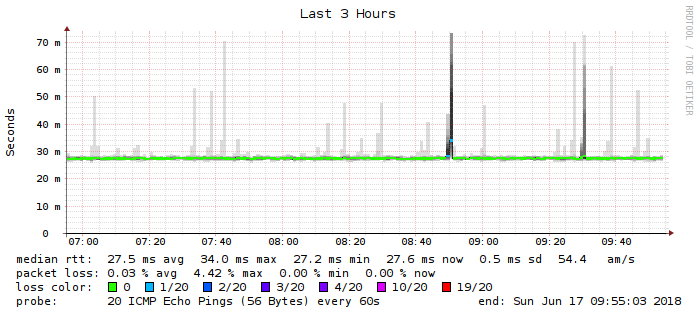 Last 3 Hours
RRDTOOL / TOBI OETIKER
Seconds
70 m
60 m
50 m
40 m
30 m
20 m
10 m
0
07:00 07:20 07:40 08:00 08:20 08:40 09:00 09:20 09:40
median rtt: 27.5 ms avg 34.0 ms max 27.2 ms min 27.6 ms now 0.5 ms sd 54.4 am/s
packet loss: 0.03 % avg 4.42 % max 0.00 % min 0.00 % now
loss color: 0 1/20 2/20 3/20 4/20 10/20 19/20
probe: 20 ICMP Echo Pings (56 Bytes) every 60s end: Sun Jun 17 09:55:03 2018